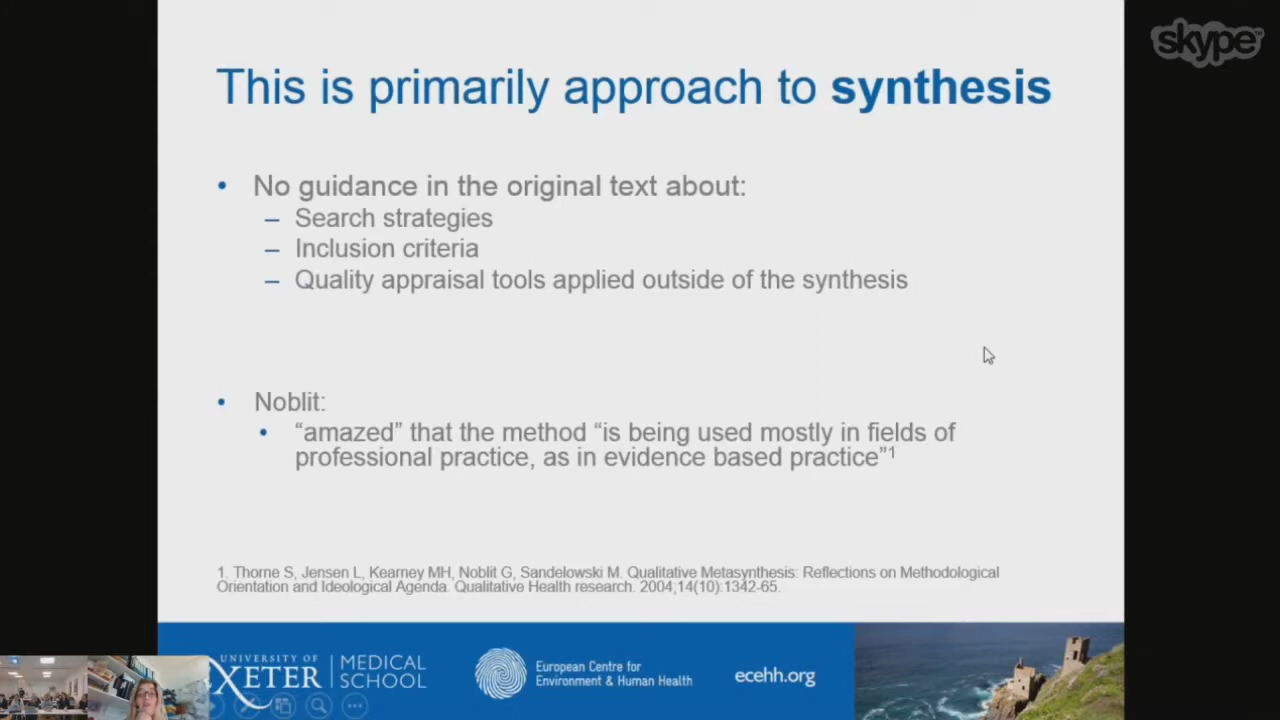 skype
This is primarily approach to synthesis
• No guidance in the original text about:
– Search strategies
– Inclusion criteria
– Quality appraisal tools applied outside of the synthesis
• Noblit:
• “amazed” that the method “is being used mostly in fields of
professional practice, as in evidence based practice”1
1. Thorne S, Jensen L, Kearney MH, Noblit G, Sandelowski M. Qualitative Metasynthesis: Reflections on Methodological
Orientation and Ideological Agenda. Qualitative Health research. 2004;14(10):1342-65.
UNIVERSITY OF
EXETER
MEDICAL
SCHOOL
European Centre for
Environment & Human Health
ecehh.org